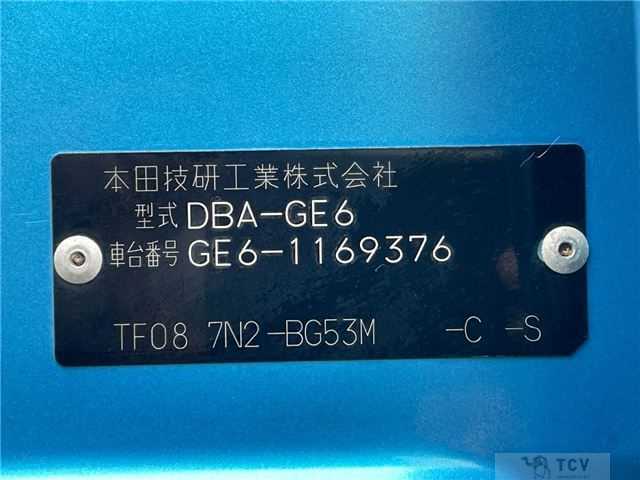 本田技研工業株式会社
型式 DBA-GE6
車台番号 GE6-1169376
TF08 7N2-BG53M -C -S
TCV